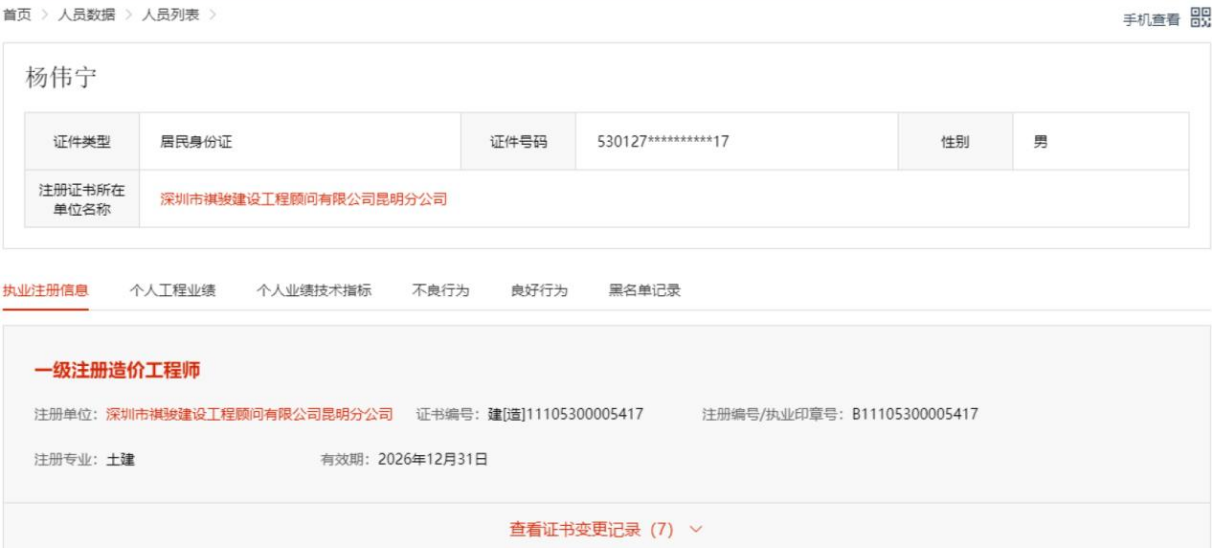 首页 > 人员数据 > 人员列表 >
手机查看
杨伟宁
证件类型 居民身份证 证件号码 530127**********17 性别 男
注册证书所在
单位名称
深圳市祺骏建设工程顾问有限公司昆明分公司
执业注册信息 个人工程业绩 个人业绩技术指标 不良行为 良好行为 黑名单记录
一级注册造价工程师
注册单位：深圳市祺骏建设工程顾问有限公司昆明分公司 证书编号：建[造]11105300005417 注册编号/执业印章号：B11105300005417
注册专业：土建 有效期：2026年12月31日
查看证书变更记录（7）